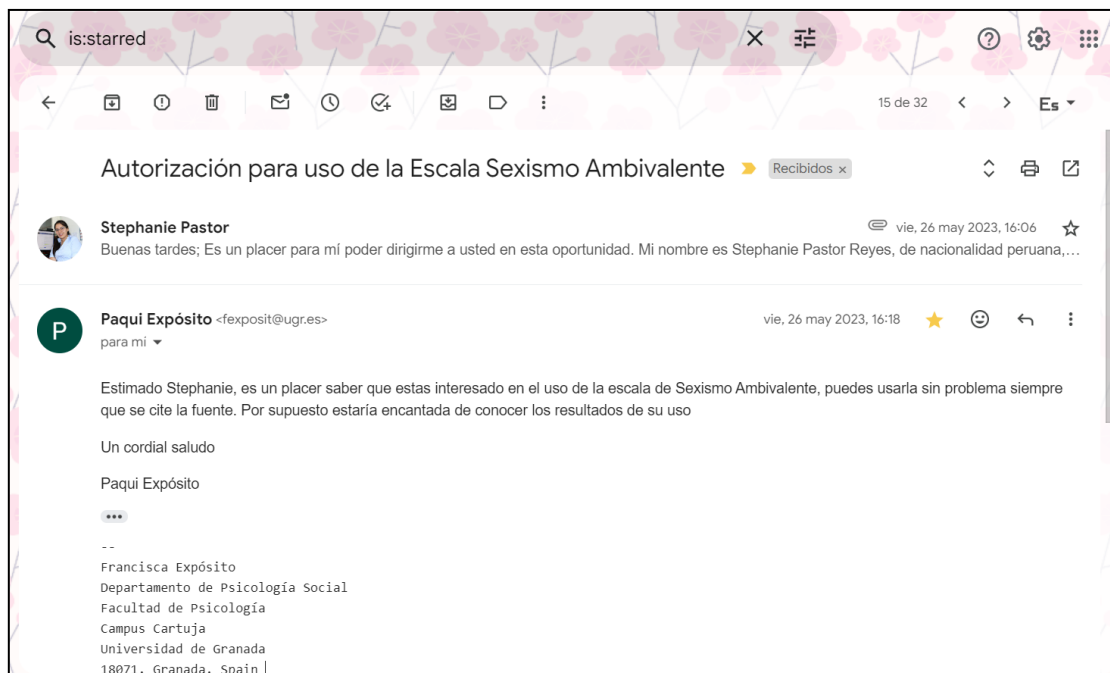 is:starred
15 de 32
Es
Autorización para uso de la Escala Sexismo Ambivalente
Recibidos x
Stephanie Pastor
vie, 26 may 2023, 16:06
Buenas tardes; Es un placer para mí poder dirigirme a usted en esta oportunidad. Mi nombre es Stephanie Pastor Reyes, de nacionalidad peruana,…
P
Paqui Expósito <fexposit@ugr.es>
vie, 26 may 2023, 16:18
para mí
Estimado Stephanie, es un placer saber que estas interesado en el uso de la escala de Sexismo Ambivalente, puedes usarla sin problema siempre
que se cite la fuente. Por supuesto estaría encantada de conocer los resultados de su uso
Un cordial saludo
Paqui Expósito
--
Francisca Expósito
Departamento de Psicología Social
Facultad de Psicología
Campus Cartuja
Universidad de Granada
18071. Granada. Spain